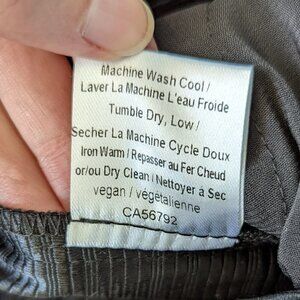 Machine Wash Cool /
Laver La Machine L'eau Froide
Tumble Dry, Low /
Secher La Machine Cycle Doux
Iron Warm / Repasser au Fer Cheud
or/ou Dry Clean / Nettoyer à Sec
vegan / végétalienne
CA56792